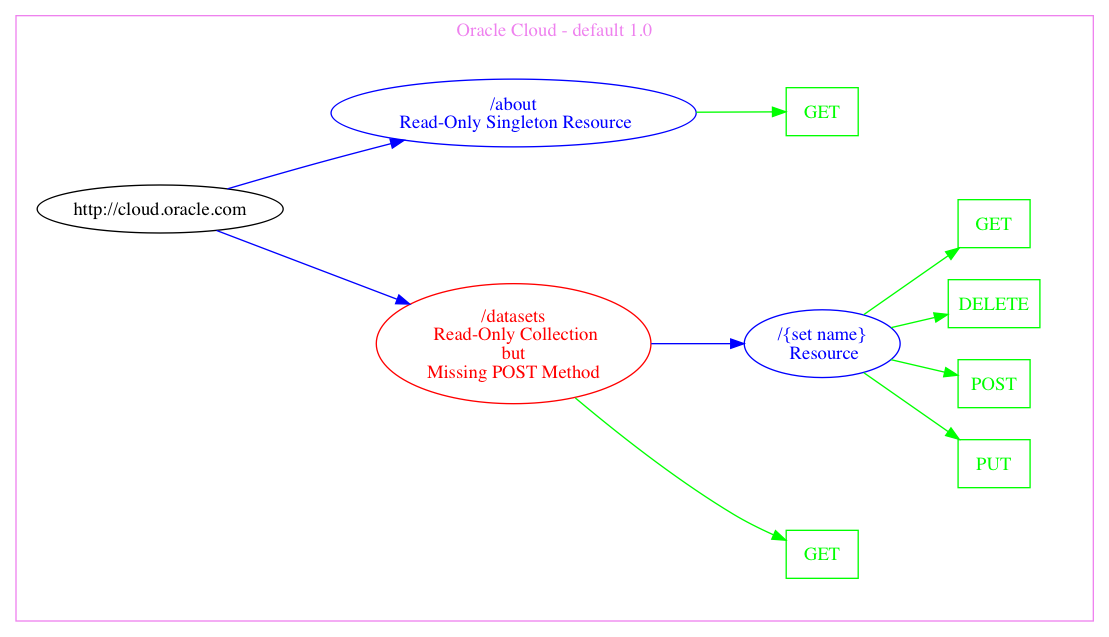 Oracle Cloud - default 1.0
/about
Read-Only Singleton Resource
GET
http://cloud.oracle.com
GET
DELETE
/datasets
Read-Only Collection
but
Missing POST Method
/{set name}
Resource
POST
PUT
GET